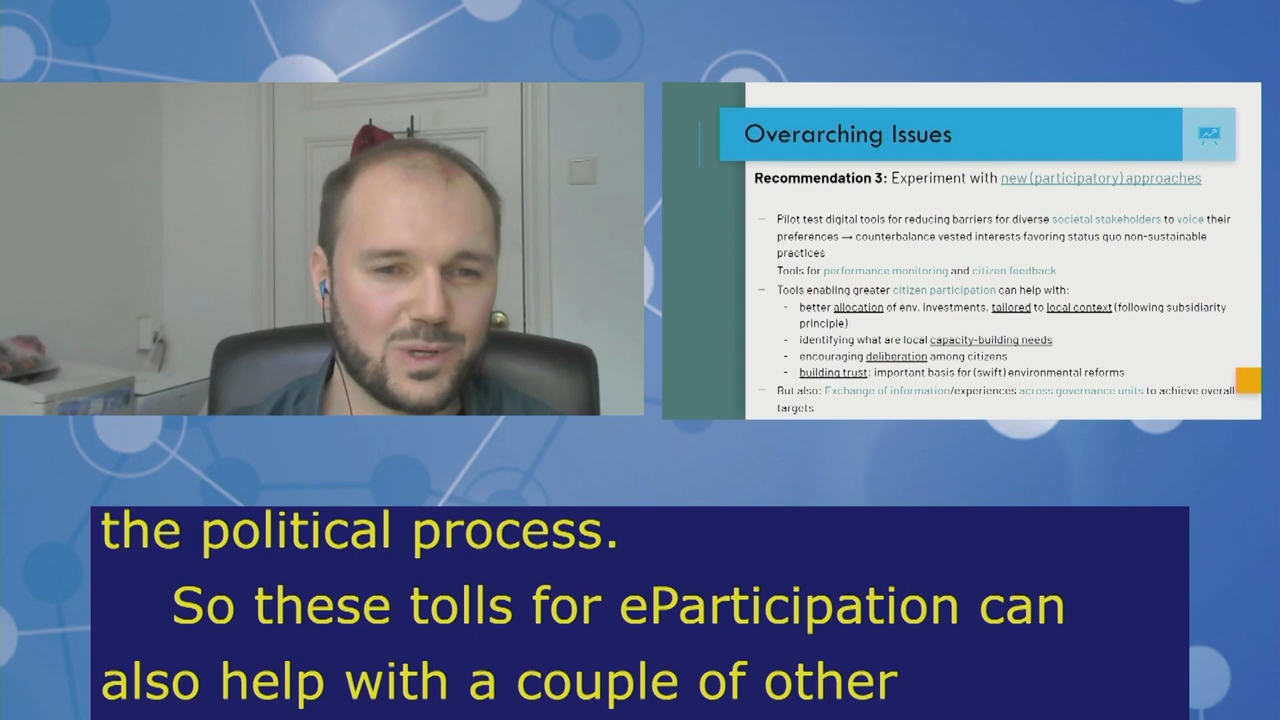 Overarching Issues
Recommendation 3: Experiment with new (participatory) approaches
– Pilot test digital tools for reducing barriers for diverse societal stakeholders to voice their
preferences → counterbalance vested interests favoring status quo non-sustainable
practices
Tools for performance monitoring and citizen feedback
– Tools enabling greater citizen participation can help with:
- better allocation of env. investments, tailored to local context (following subsidiarity
principle)
- identifying what are local capacity-building needs
- encouraging deliberation among citizens
- building trust: important basis for (swift) environmental reforms
– But also: Exchange of information/experiences across governance units to achieve overall
targets
the political process.
So these tolls for eParticipation can
also help with a couple of other